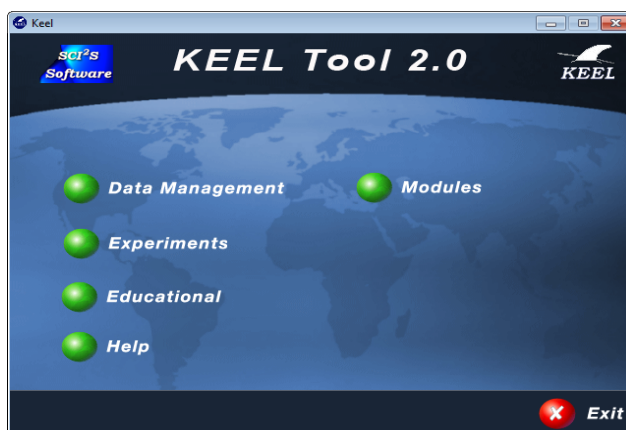 Keel
SCI²S
Software
KEEL Tool 2.0
KEEL
Data Management
Modules
Experiments
Educational
Help
Exit